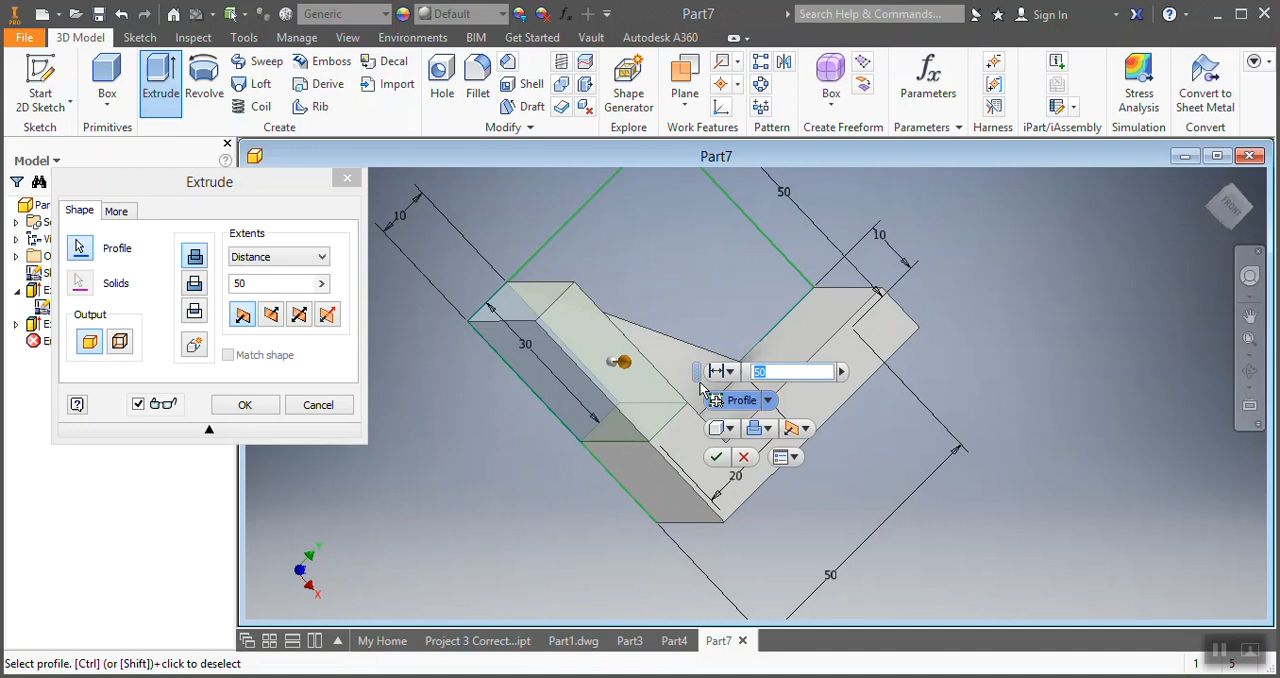 PRO
Generic
Default
fx
Part7
Search Help & Commands...
Sign In
File
3D Model
Sketch
Inspect
Tools
Manage
View
Environments
BIM
Get Started
Vault
Autodesk A360
Start
2D Sketch
Box
Extrude
Revolve
Sweep
Loft
Coil
Emboss
Derive
Rib
Decal
Import
Hole
Fillet
Shell
Draft
Shape
Generator
Plane
Box
fx
Parameters
Stress
Analysis
Convert to
Sheet Metal
Sketch
Primitives
Create
Modify
Explore
Work Features
Pattern
Create Freeform
Parameters
Harness
iPart/iAssembly
Simulation
Convert
Model
Part7
Par
Extrude
Shape
More
Profile
Solids
Output
Extents
Distance
50
Match shape
OK
Cancel
50
10
10
FRONT
30
50
Profile
20
50
X
My Home
Project 3 Correct...ipt
Part1.dwg
Part3
Part4
Part7
Select profile. [Ctrl] (or [Shift])+click to deselect
1
5